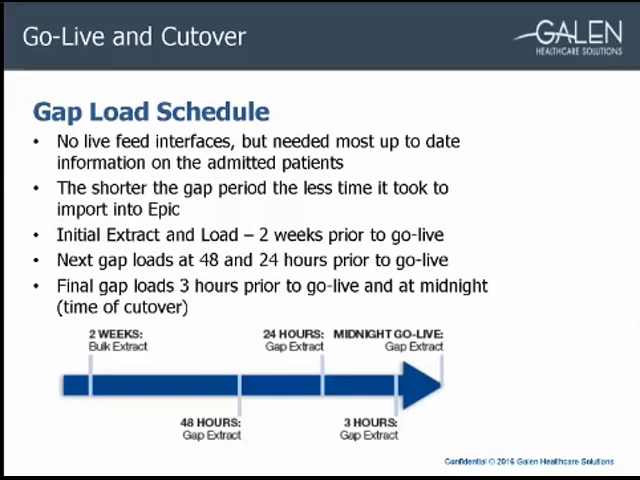 Go-Live and Cutover
GALEN
HEALTHCARE SOLUTIONS
Gap Load Schedule
• No live feed interfaces, but needed most up to date
information on the admitted patients
• The shorter the gap period the less time it took to
import into Epic
• Initial Extract and Load – 2 weeks prior to go-live
• Next gap loads at 48 and 24 hours prior to go-live
• Final gap loads 3 hours prior to go-live and at midnight
(time of cutover)
2 WEEKS:
Bulk Extract
24 HOURS:
Gap Extract
MIDNIGHT GO-LIVE:
Gap Extract
48 HOURS:
Gap Extract
3 HOURS:
Gap Extract
Confidential © 2016 Galen Healthcare Solutions